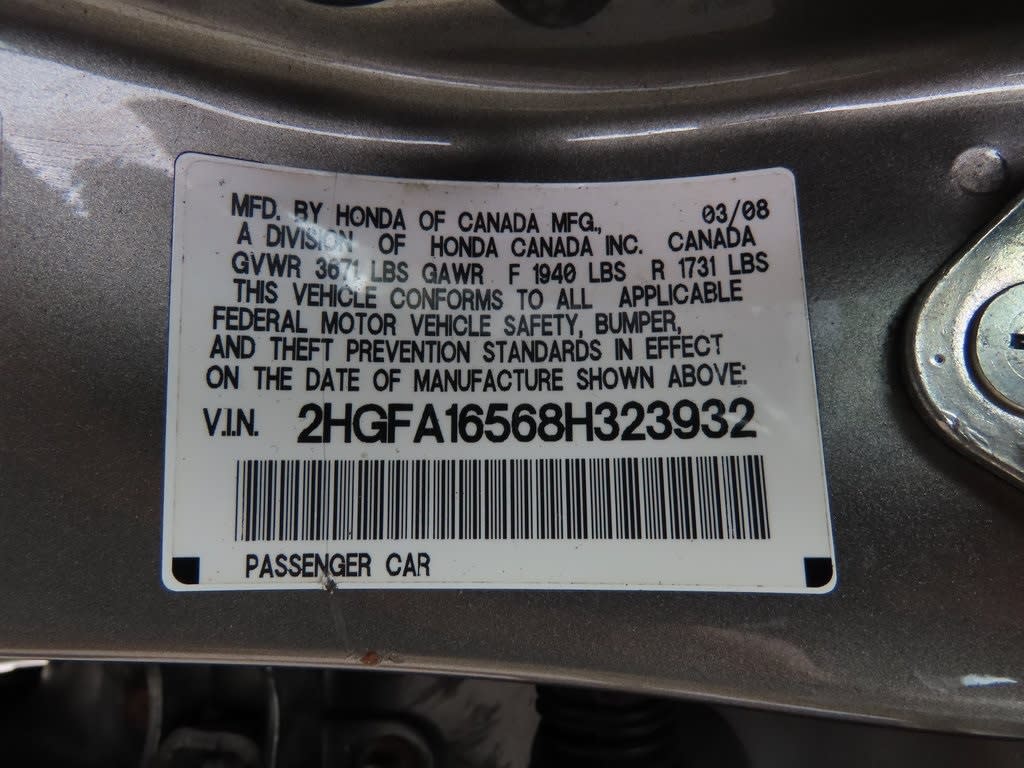 MFD. BY HONDA OF CANADA MFG., 03/08
A DIVISION OF HONDA CANADA INC. CANADA
GVWR 3671 LBS GAWR F 1940 LBS R 1731 LBS
THIS VEHICLE CONFORMS TO ALL APPLICABLE
FEDERAL MOTOR VEHICLE SAFETY, BUMPER,
AND THEFT PREVENTION STANDARDS IN EFFECT
ON THE DATE OF MANUFACTURE SHOWN ABOVE:
V.I.N. 2HGFA16568H323932
PASSENGER CAR